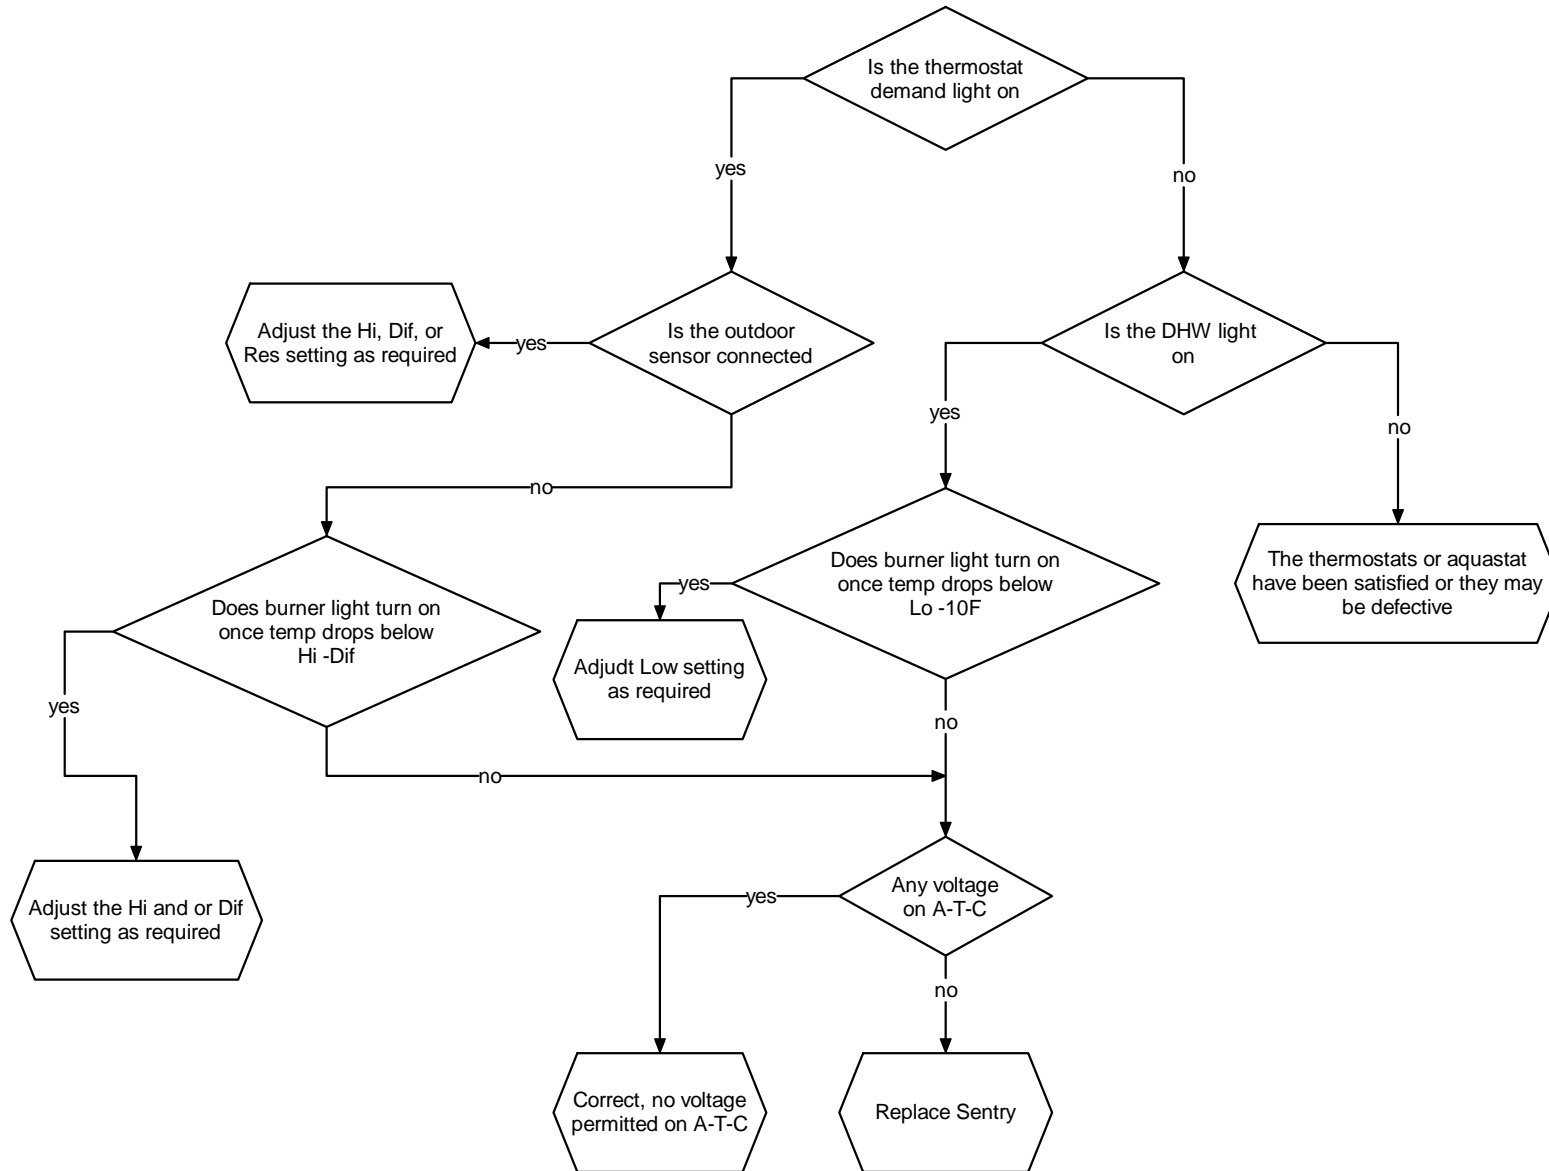 Is the thermostat
demand light on
yes
no
Is the outdoor
sensor connected
yes
Adjust the Hi, Dif, or
Res setting as required
Is the DHW light
on
yes
no
no
Does burner light turn on
once temp drops below
Lo -10F
yes
The thermostats or aquastat
have been satisfied or they may
be defective
Does burner light turn on
once temp drops below
Hi -Dif
Adjudt Low setting
as required
yes
no
no
Any voltage
on A-T-C
yes
Adjust the Hi and or Dif
setting as required
no
Correct, no voltage
permitted on A-T-C
Replace Sentry